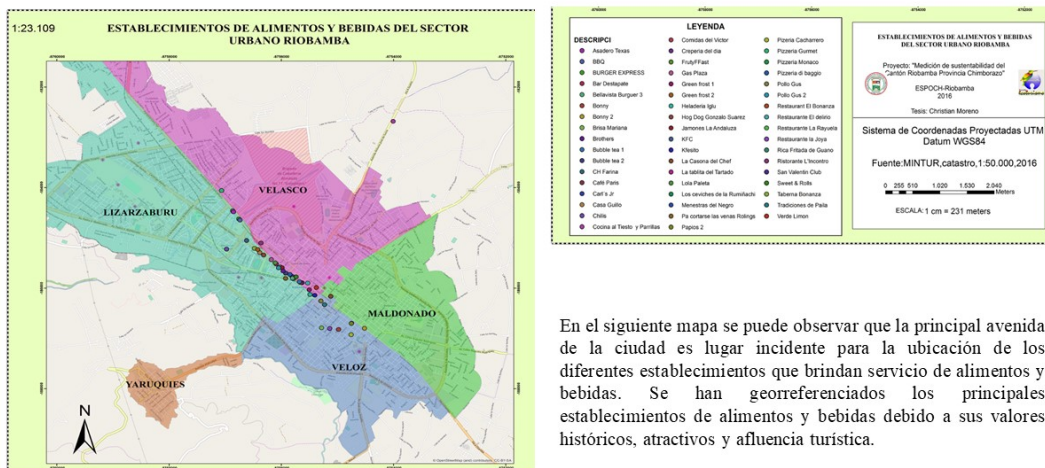 1:23.109
ESTABLECIMIENTOS DE ALIMENTOS Y BEBIDAS DEL SECTOR
URBANO RIOBAMBA
VELASCO
LIZARZABURU
MALDONADO
VELOZ
YARUQUIES
N
LEYENDA
DESCRIPCI
Asadero Texas
BBQ
BURGER EXPRESS
Bar Destapate
Bellavista Burguer 3
Bonny
Bonny 2
Brisa Mariana
Brothers
Bubble tea 1
Bubble tea 2
CH Farina
Café Paris
Carl´s Jr
Casa Guillo
Chilis
Cocina al Tiesto y Parrillas
Comidas del Victor
Creperia del dia
FrutyFFast
Gas Plaza
Green frost 1
Green frost 2
Heladeria Iglu
Hog Dog Gonzalo Suarez
Jamones La Andaluza
KFC
Kfesito
La Casona del Chef
La tablita del Tartado
Lola Paleta
Los ceviches de la Rumiñachi
Menestras del Negro
Pa cortarse las venas Rolings
Papios 2
Pizeria Cacharrero
Pizzeria Gurmet
Pizzeria Monaco
Pizzeria di baggio
Pollo Gus
Pollo Gus 2
Restaurant El Bonanza
Restaurante El delirio
Restaurante La Rayuela
Restaurante la Joya
Rica Fritada de Guano
Ristorante L'Incontro
San Valentin Club
Sweet & Rolls
Taberna Bonanza
Tradiciones de Paila
Verde Limon
ESTABLECIMIENTOS DE ALIMENTOS Y BEBIDAS
DEL SECTOR URBANO RIOBAMBA
Proyecto: "Medición de sustentabilidad del
Cantón Riobamba Provincia Chimborazo"
ESPOCH-Riobamba
2016
Tesis: Christian Moreno
Sistema de Coordenadas Proyectadas UTM
Datum WGS84
Fuente:MINTUR,catastro,1:50.000,2016
0 255 510 1.020 1.530 2.040
Meters
ESCALA: 1 cm = 231 meters
En el siguiente mapa se puede observar que la principal avenida
de la ciudad es lugar incidente para la ubicación de los
diferentes establecimientos que brindan servicio de alimentos y
bebidas. Se han georreferenciados los principales
establecimientos de alimentos y bebidas debido a sus valores
históricos, atractivos y afluencia turística.